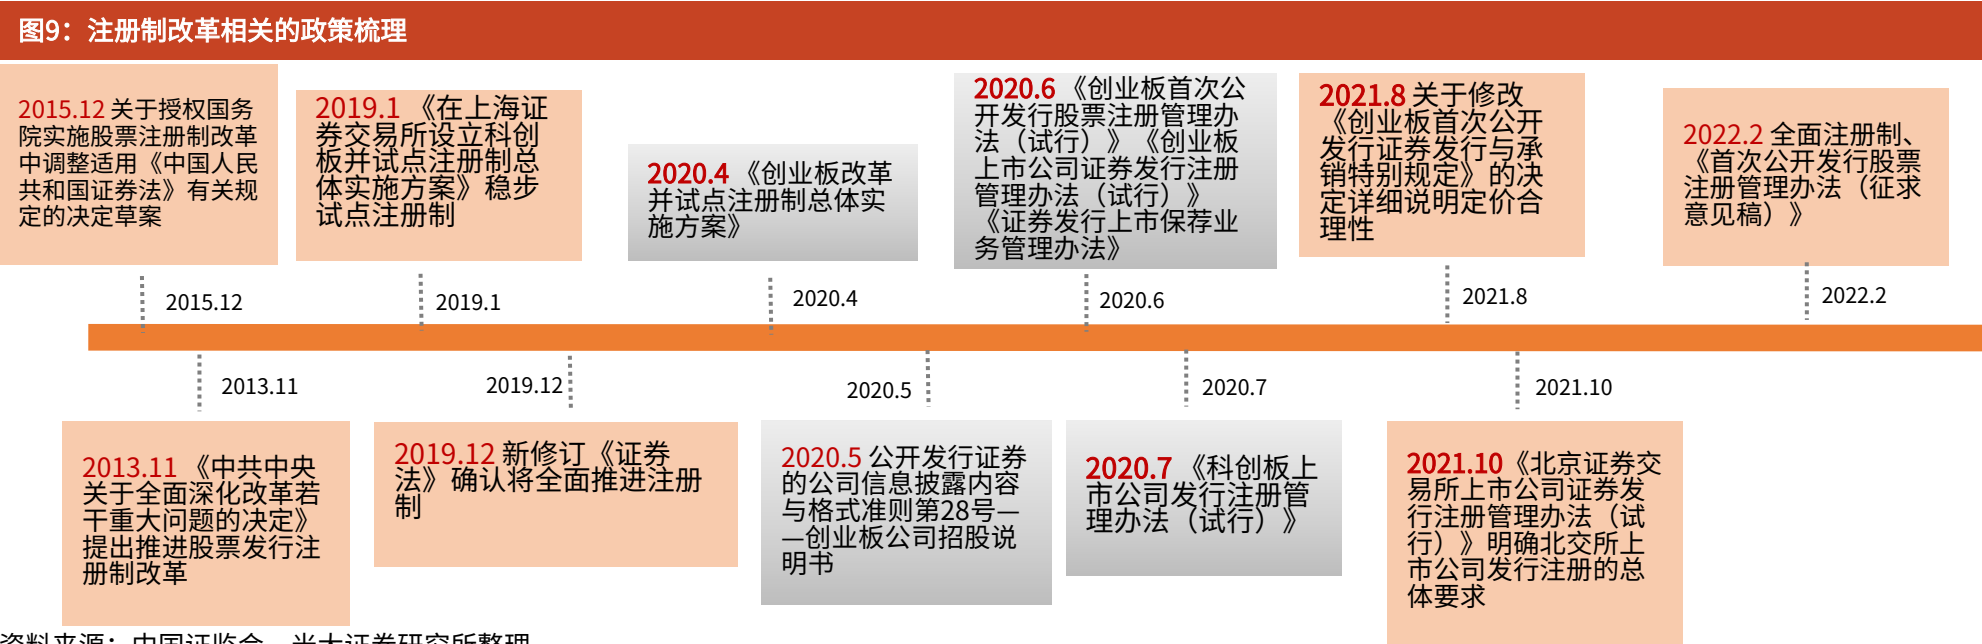 图9：注册制改革相关的政策梳理
2015.12 关于授权国务
院实施股票注册制改革
中调整适用《中国人民
共和国证券法》有关规
定的决定草案
2019.1 《在上海证
券交易所设立科创
板并试点注册制总
体实施方案》稳步
试点注册制
2020.4 《创业板改革
并试点注册制总体实
施方案》
2020.6 《创业板首次公
开发行股票注册管理办
法（试行）》《创业板
上市公司证券发行注册
管理办法（试行）》
《证券发行上市保荐业
务管理办法》
2021.8 关于修改
《创业板首次公开
发行证券发行与承
销特别规定》的决
定详细说明定价合
理性
2022.2 全面注册制、
《首次公开发行股票
注册管理办法（征求
意见稿）》
2015.12
2019.1
2020.4
2020.6
2021.8
2022.2
2013.11
2019.12
2020.5
2020.7
2021.10
2013.11 《中共中央
关于全面深化改革若
干重大问题的决定》
提出推进股票发行注
册制改革
2019.12 新修订《证券
法》确认将全面推进注册
制
2020.5 公开发行证券
的公司信息披露内容
与格式准则第28号—
—创业板公司招股说
明书
2020.7 《科创板上
市公司发行注册管
理办法（试行）》
2021.10《北京证券交
易所上市公司证券发
行注册管理办法（试
行）》明确北交所上
市公司发行注册的总
体要求
资料来源：中国证监会，光大证券研究所整理